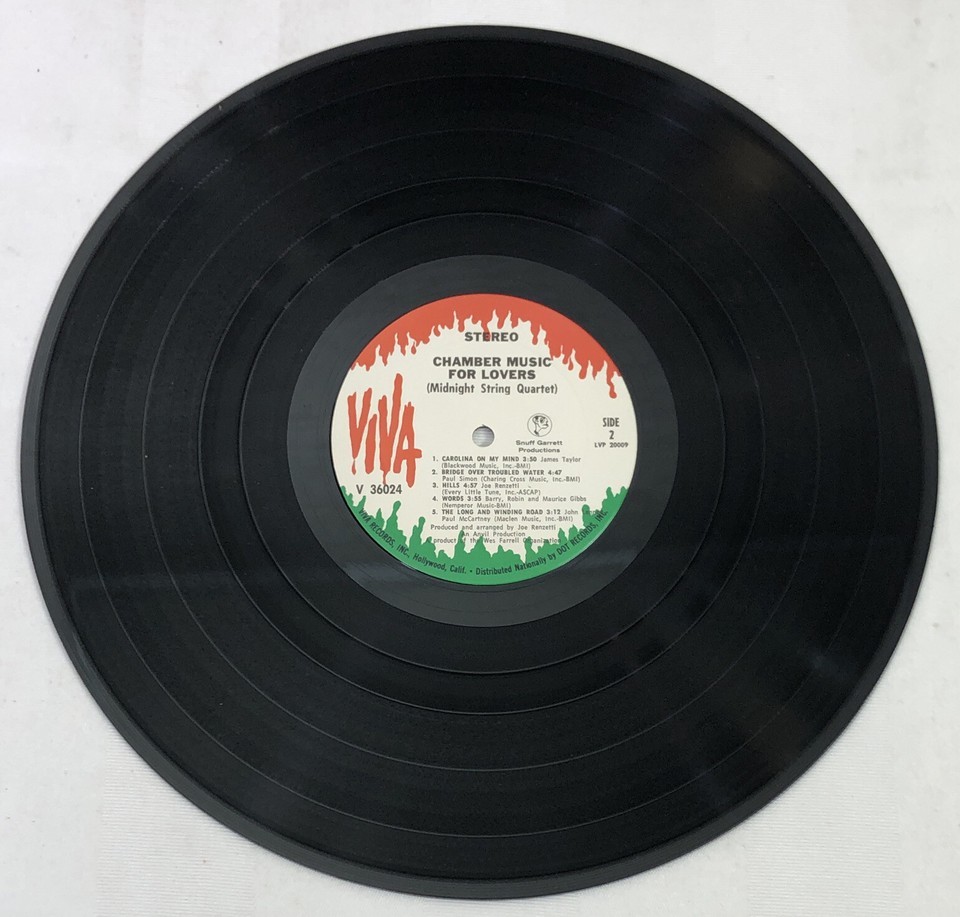 STEREO
CHAMBER MUSIC
FOR LOVERS
(Midnight String Quartet)
VIVA
V 36024
Snuff Garrett
Productions
SIDE
2
LVP 20009
1. CAROLINA ON MY MIND 3:50 James Taylor
(Blackwood Music, Inc.-BMI)
2. BRIDGE OVER TROUBLED WATER 4:47
Paul Simon (Charing Cross Music, Inc.-BMI)
3. HILLS 4:57 Joe Renzetti
(Every Little Tune, Inc.-ASCAP)
4. WORDS 3:55 Barry, Robin and Maurice Gibbs
(Nemperor Music-BMI)
5. THE LONG AND WINDING ROAD 3:12 John
Paul McCartney (Maclen Music, Inc.-BMI)
Produced and arranged by Joe Renzetti
An Anvil Production
product of the Wes Farrell Organization
VIVA RECORDS, INC., Hollywood, Calif. • Distributed Nationally by DOT RECORDS, INC.